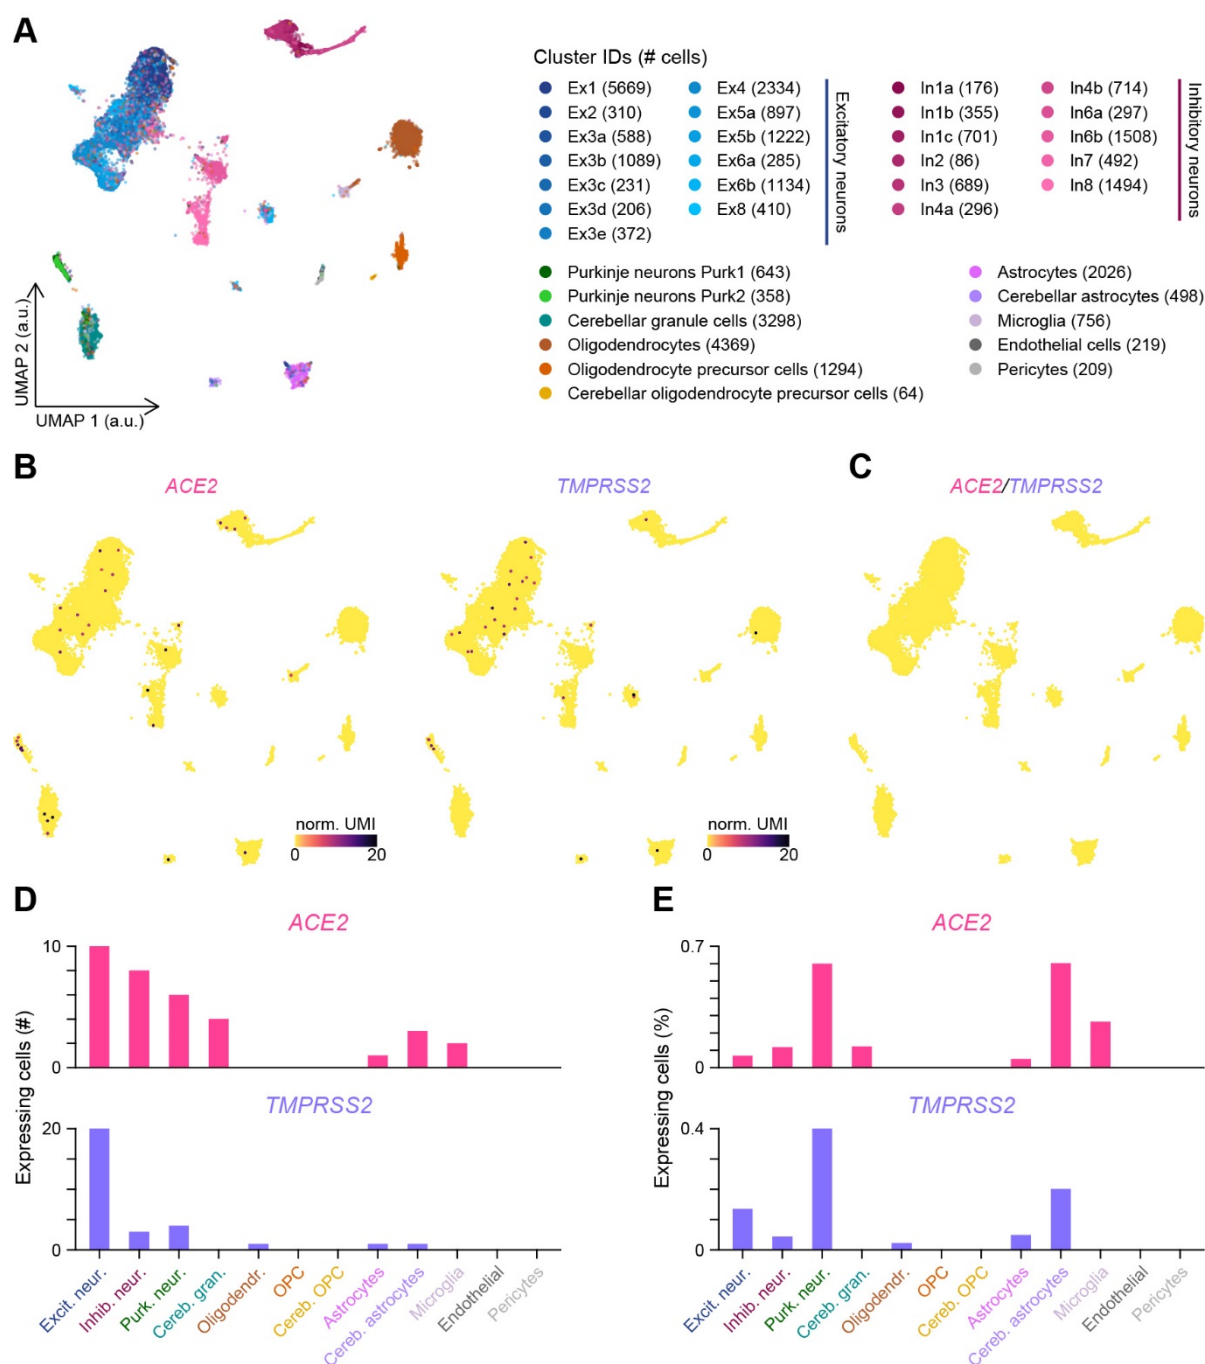 A
Cluster IDs (# cells)
Ex1 (5669)
Ex2 (310)
Ex3a (588)
Ex3b (1089)
Ex3c (231)
Ex3d (206)
Ex3e (372)
Ex4 (2334)
Ex5a (897)
Ex5b (1222)
Ex6a (285)
Ex6b (1134)
Ex8 (410)
Excitatory neurons
In1a (176)
In1b (355)
In1c (701)
In2 (86)
In3 (689)
In4a (296)
In4b (714)
In6a (297)
In6b (1508)
In7 (492)
In8 (1494)
Inhibitory neurons
Purkinje neurons Purk1 (643)
Purkinje neurons Purk2 (358)
Cerebellar granule cells (3298)
Oligodendrocytes (4369)
Oligodendrocyte precursor cells (1294)
Cerebellar oligodendrocyte precursor cells (64)
Astrocytes (2026)
Cerebellar astrocytes (498)
Microglia (756)
Endothelial cells (219)
Pericytes (209)
UMAP 2 (a.u.)
UMAP 1 (a.u.)
B
ACE2
TMPRSS2
norm. UMI
0 20
norm. UMI
0 20
C
ACE2/TMPRSS2
D
ACE2
10
0
Expressing cells (#)
TMPRSS2
20
0
Excit. neur.
Inhib. neur.
Purk. neur.
Cereb. gran.
Oligodendr.
OPC
Cereb. OPC
Astrocytes
Cereb. astrocytes
Microglia
Endothelial
Pericytes
E
ACE2
0.7
0
Expressing cells (%)
TMPRSS2
0.4
0
Excit. neur.
Inhib. neur.
Purk. neur.
Cereb. gran.
Oligodendr.
OPC
Cereb. OPC
Astrocytes
Cereb. astrocytes
Microglia
Endothelial
Pericytes